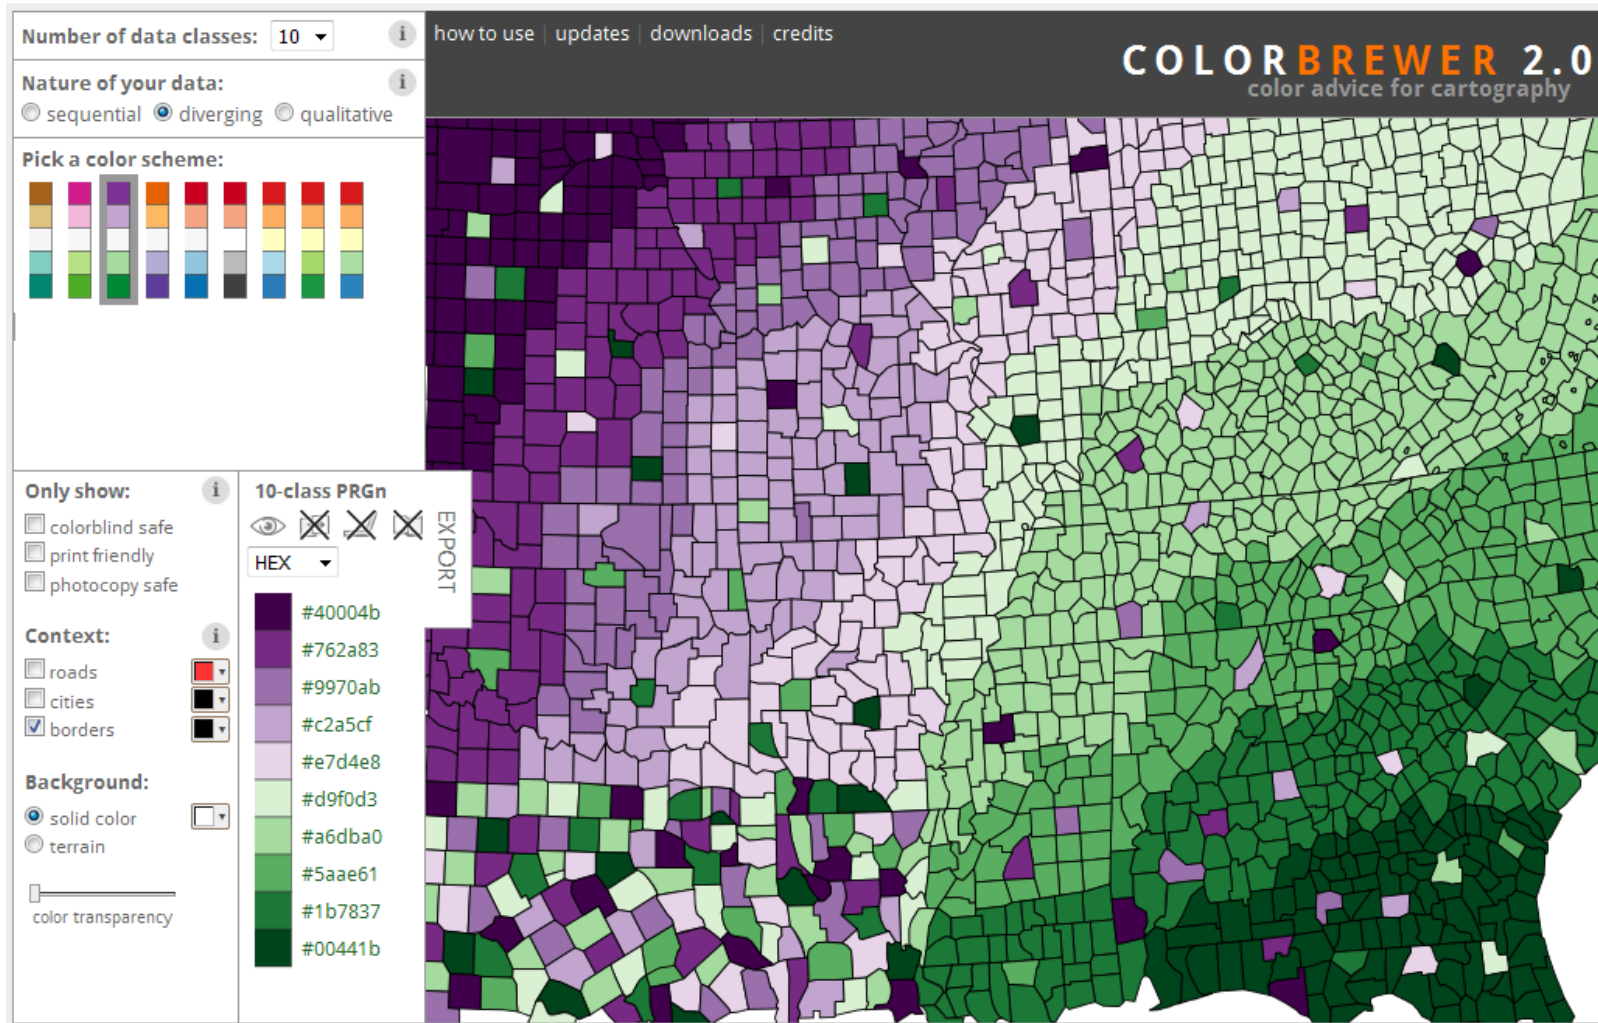 Number of data classes: 10 i
how to use | updates | downloads | credits
COLORBREWER 2.0
color advice for cartography
Nature of your data: i
sequential diverging qualitative
Pick a color scheme:
Only show: i
colorblind safe
print friendly
photocopy safe
Context: i
roads
cities
borders
Background:
solid color
terrain
color transparency
10-class PRGn
EXPORT
HEX
#40004b
#762a83
#9970ab
#c2a5cf
#e7d4e8
#d9f0d3
#a6dba0
#5aae61
#1b7837
#00441b